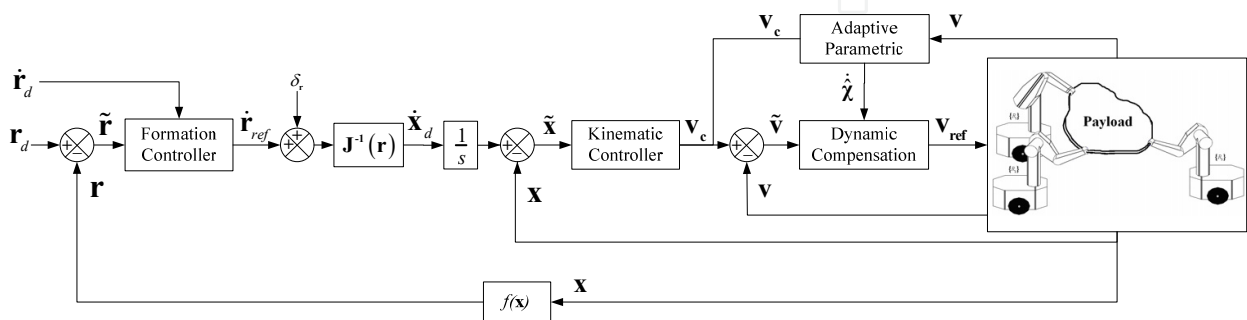 ṙ_d
r_d
r̃
Formation
Controller
ṙ_ref
δ_r
J⁻¹(r)
ẋ_d
1
s
x̃
Kinematic
Controller
v_c
v_c
Adaptive
Parametric
v
χ̂̇
ṽ
Dynamic
Compensation
v_ref
Payload
r
x
v
f(x)
x